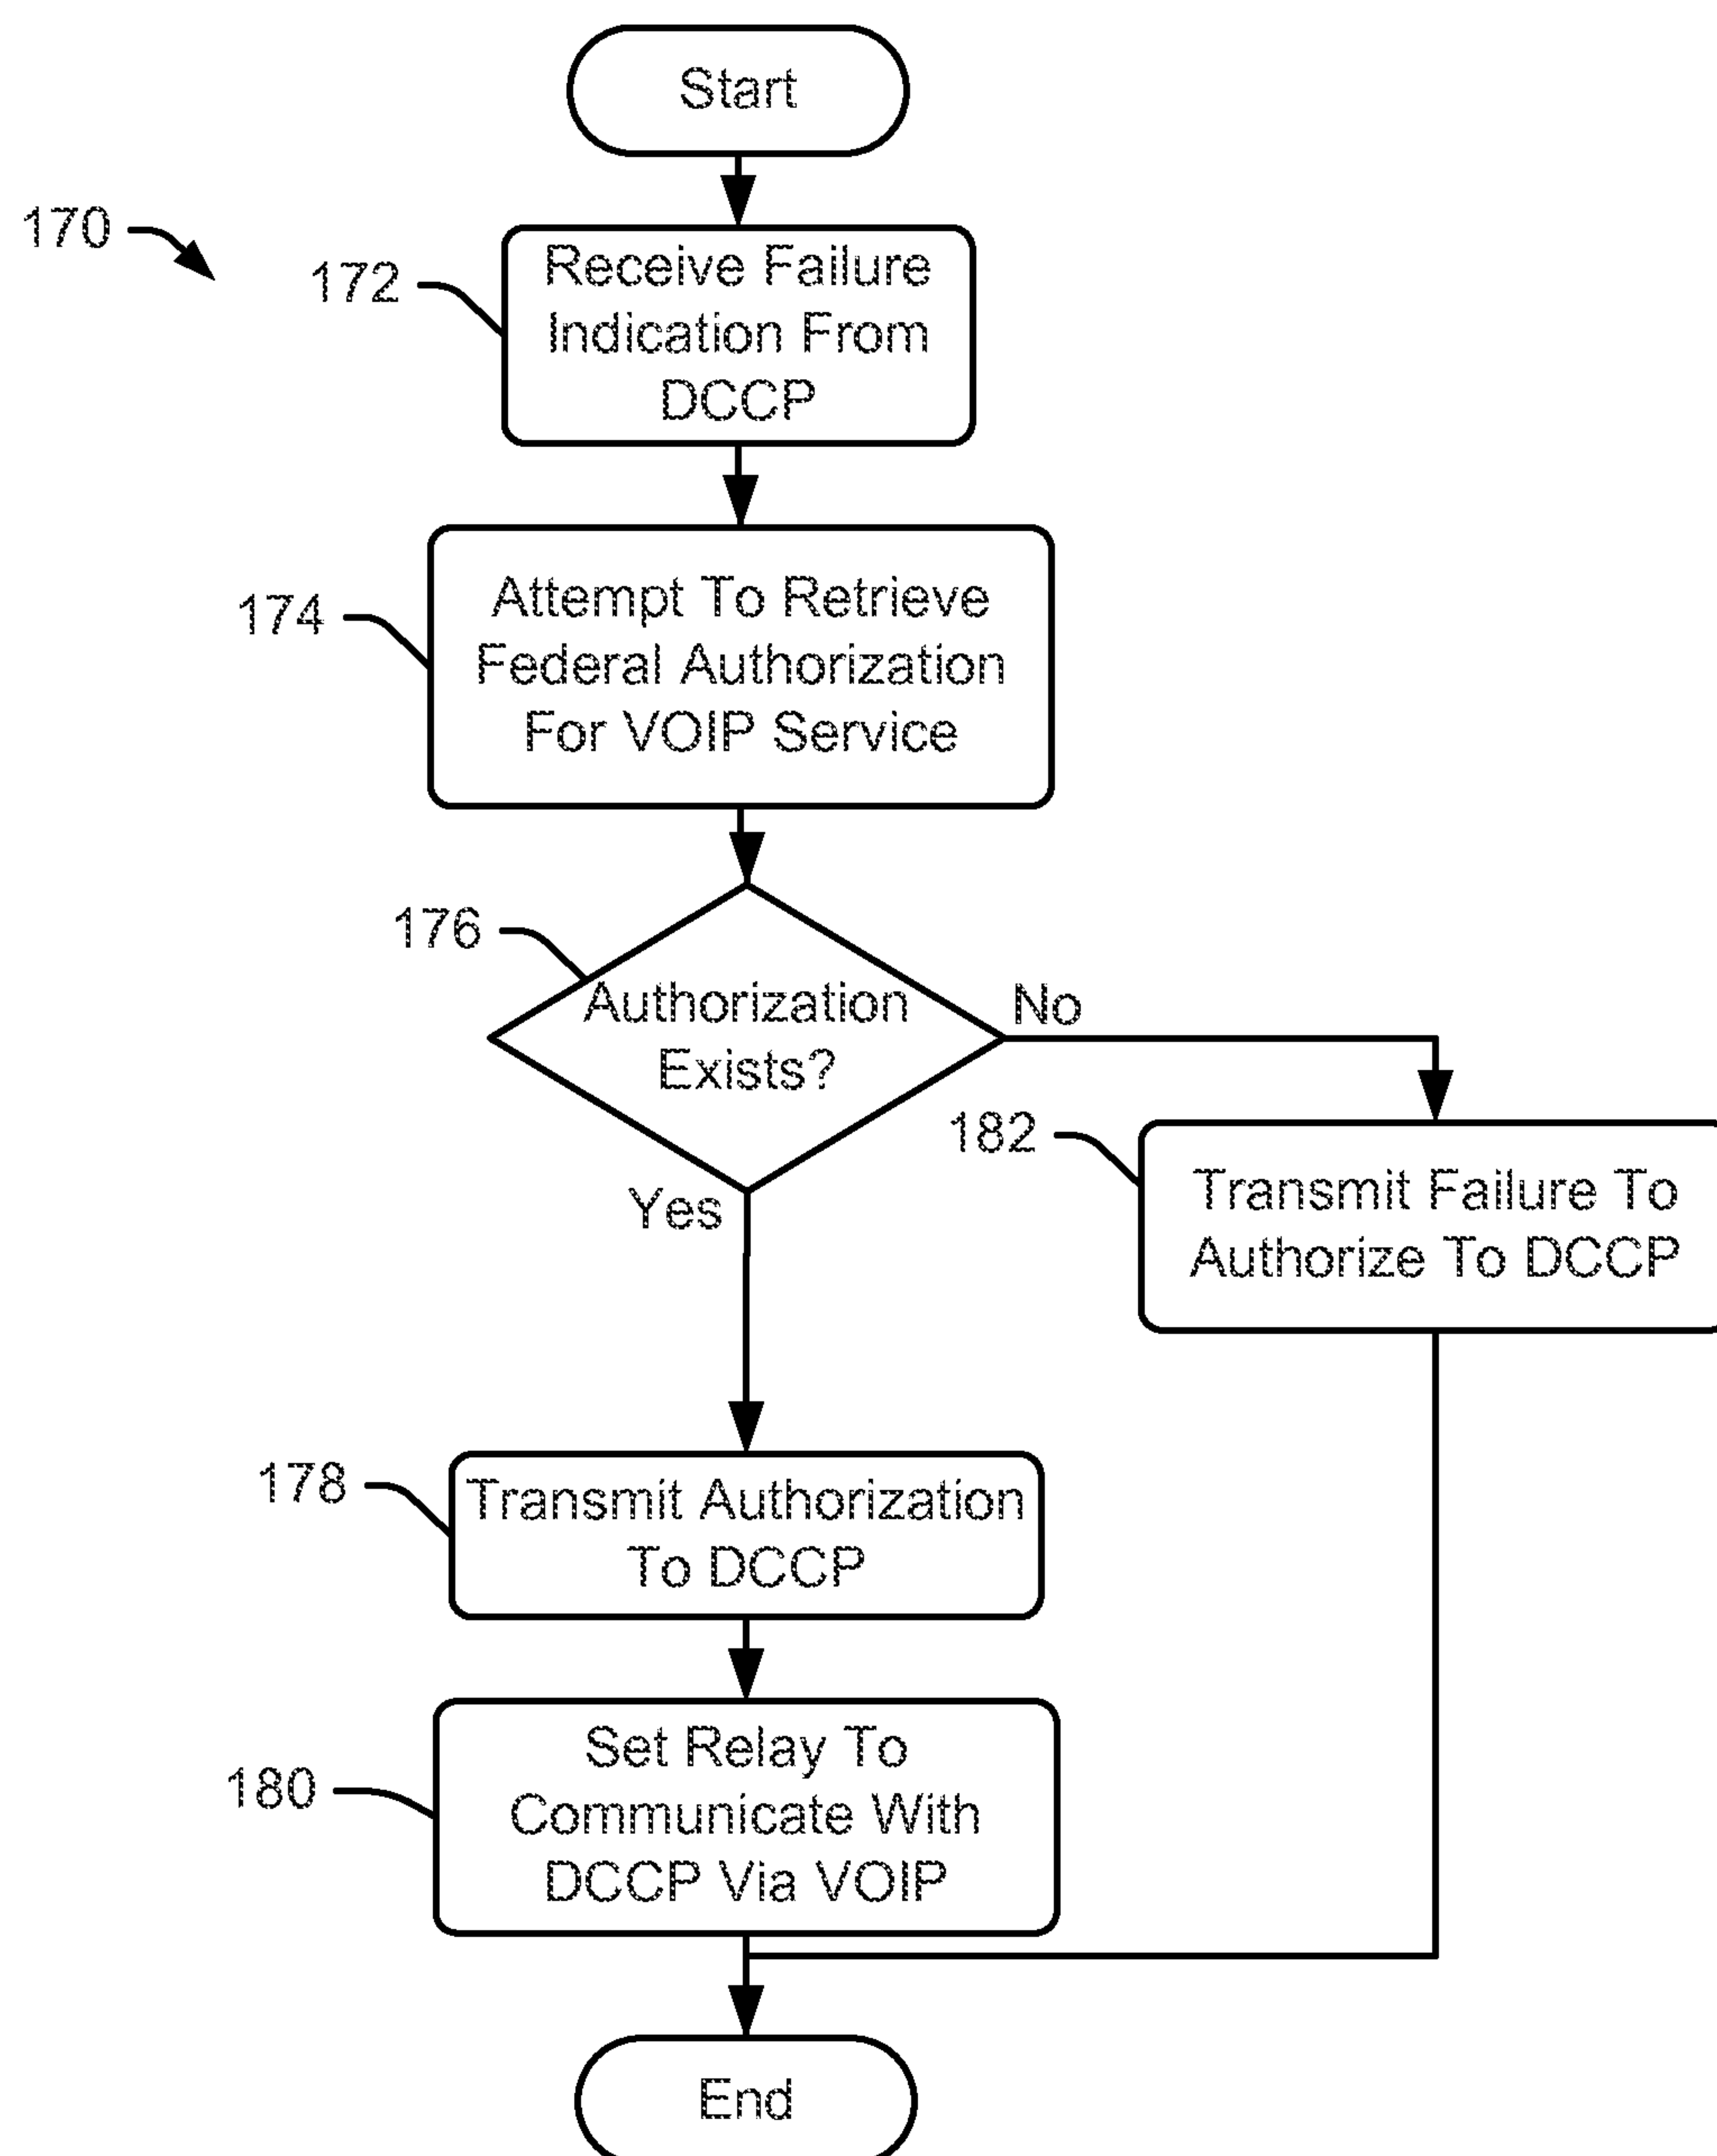 Start
170
172
Receive Failure
Indication From
DCCP
174
Attempt To Retrieve
Federal Authorization
For VOIP Service
176
Authorization
Exists?
No
Yes
182
Transmit Failure To
Authorize To DCCP
178
Transmit Authorization
To DCCP
180
Set Relay To
Communicate With
DCCP Via VOIP
End